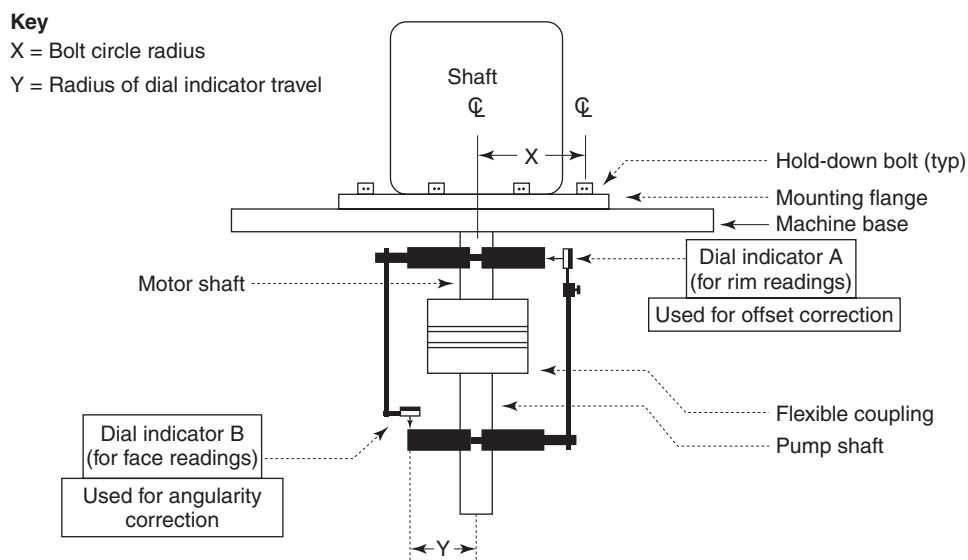 Key
X = Bolt circle radius
Y = Radius of dial indicator travel
Shaft
℄
℄
X
Hold-down bolt (typ)
Mounting flange
Machine base
Dial indicator A
(for rim readings)
Used for offset correction
Motor shaft
Flexible coupling
Pump shaft
Dial indicator B
(for face readings)
Used for angularity
correction
Y